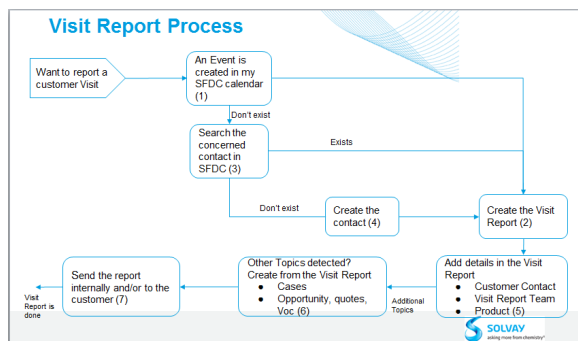 Visit Report Process
Want to report a
customer Visit
An Event is
created in my
SFDC calendar
(1)
Don't exist
Search the
concerned
contact in
SFDC (3)
Exists
Don't exist
Create the
contact (4)
Create the Visit
Report (2)
Add details in the Visit
Report
● Customer Contact
● Visit Report Team
● Product (5)
Additional
Topics
Other Topics detected?
Create from the Visit Report
● Cases
● Opportunity, quotes,
Voc (6)
Send the report
internally and/or to the
customer (7)
Visit
Report is
done
SOLVAY
asking more from chemistry®